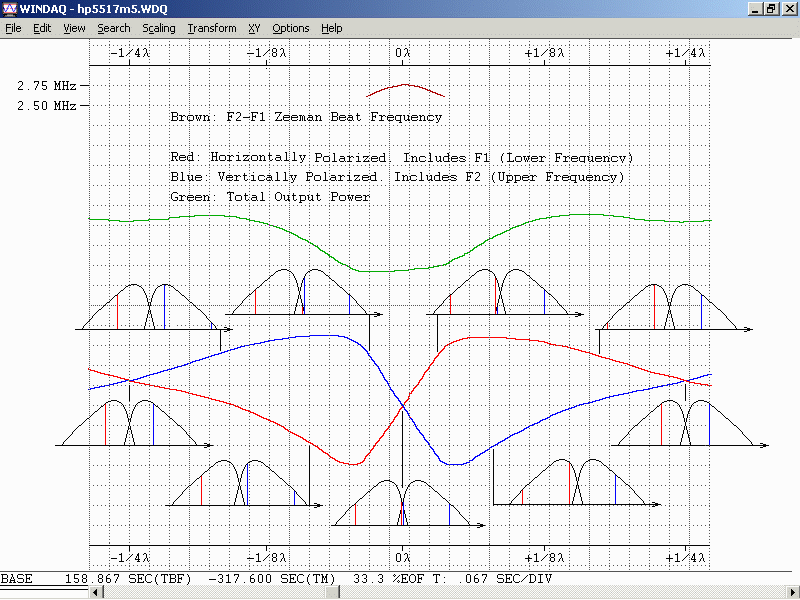 WINDAQ - hp5517m5.WDQ
File Edit View Search Scaling Transform XY Options Help
-1/4λ -1/8λ 0λ +1/8λ +1/4λ
2.75 MHz
2.50 MHz
Brown: F2-F1 Zeeman Beat Frequency
Red: Horizontally Polarized. Includes F1 (Lower Frequency)
Blue: Vertically Polarized. Includes F2 (Upper Frequency)
Green: Total Output Power
-1/4λ -1/8λ 0λ +1/8λ +1/4λ
BASE 158.867 SEC(TBF) -317.600 SEC(TM) 33.3 %EOF T: .067 SEC/DIV